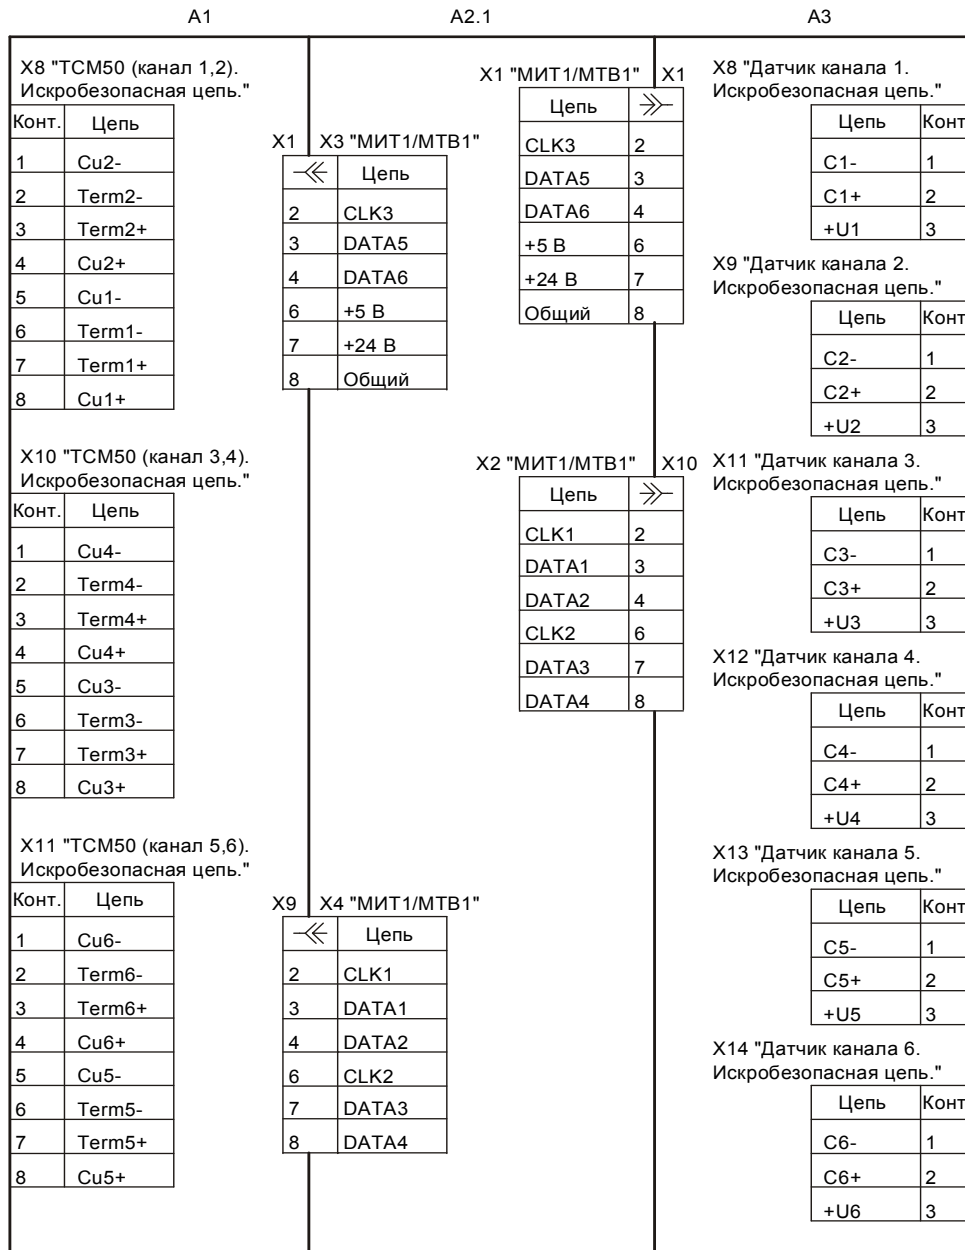 A1
A2.1
A3
X8 "TCM50 (канал 1,2).
Искробезопасная цепь."
Конт. Цепь
1 Cu2-
2 Term2-
3 Term2+
4 Cu2+
5 Cu1-
6 Term1-
7 Term1+
8 Cu1+
X10 "TCM50 (канал 3,4).
Искробезопасная цепь."
Конт. Цепь
1 Cu4-
2 Term4-
3 Term4+
4 Cu4+
5 Cu3-
6 Term3-
7 Term3+
8 Cu3+
X11 "TCM50 (канал 5,6).
Искробезопасная цепь."
Конт. Цепь
1 Cu6-
2 Term6-
3 Term6+
4 Cu6+
5 Cu5-
6 Term5-
7 Term5+
8 Cu5+
X1 X3 "МИТ1/МТВ1"
Цепь
2 CLK3
3 DATA5
4 DATA6
6 +5 В
7 +24 В
8 Общий
X9 X4 "МИТ1/МТВ1"
Цепь
2 CLK1
3 DATA1
4 DATA2
6 CLK2
7 DATA3
8 DATA4
X1 "МИТ1/МТВ1" X1
Цепь
CLK3 2
DATA5 3
DATA6 4
+5 В 6
+24 В 7
Общий 8
X2 "МИТ1/МТВ1" X10
Цепь
CLK1 2
DATA1 3
DATA2 4
CLK2 6
DATA3 7
DATA4 8
X8 "Датчик канала 1.
Искробезопасная цепь."
Цепь Конт
C1- 1
C1+ 2
+U1 3
X9 "Датчик канала 2.
Искробезопасная цепь."
Цепь Конт
C2- 1
C2+ 2
+U2 3
X11 "Датчик канала 3.
Искробезопасная цепь."
Цепь Конт
C3- 1
C3+ 2
+U3 3
X12 "Датчик канала 4.
Искробезопасная цепь."
Цепь Конт
C4- 1
C4+ 2
+U4 3
X13 "Датчик канала 5.
Искробезопасная цепь."
Цепь Конт
C5- 1
C5+ 2
+U5 3
X14 "Датчик канала 6.
Искробезопасная цепь."
Цепь Конт
C6- 1
C6+ 2
+U6 3